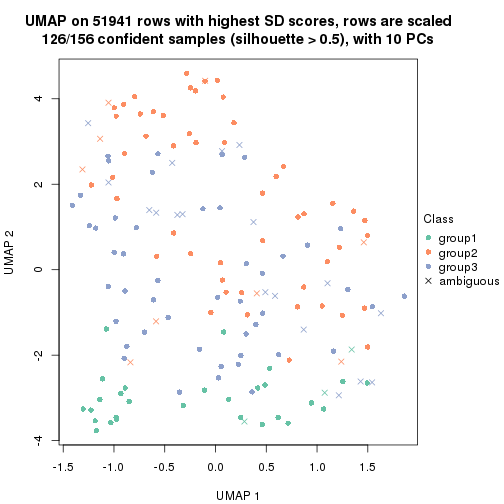 UMAP on 51941 rows with highest SD scores, rows are scaled
126/156 confident samples (silhouette > 0.5), with 10 PCs
4
2
0
-2
-4
UMAP 2
-1.5 -1.0 -0.5 0.0 0.5 1.0 1.5
UMAP 1
Class
group1
group2
group3
ambiguous